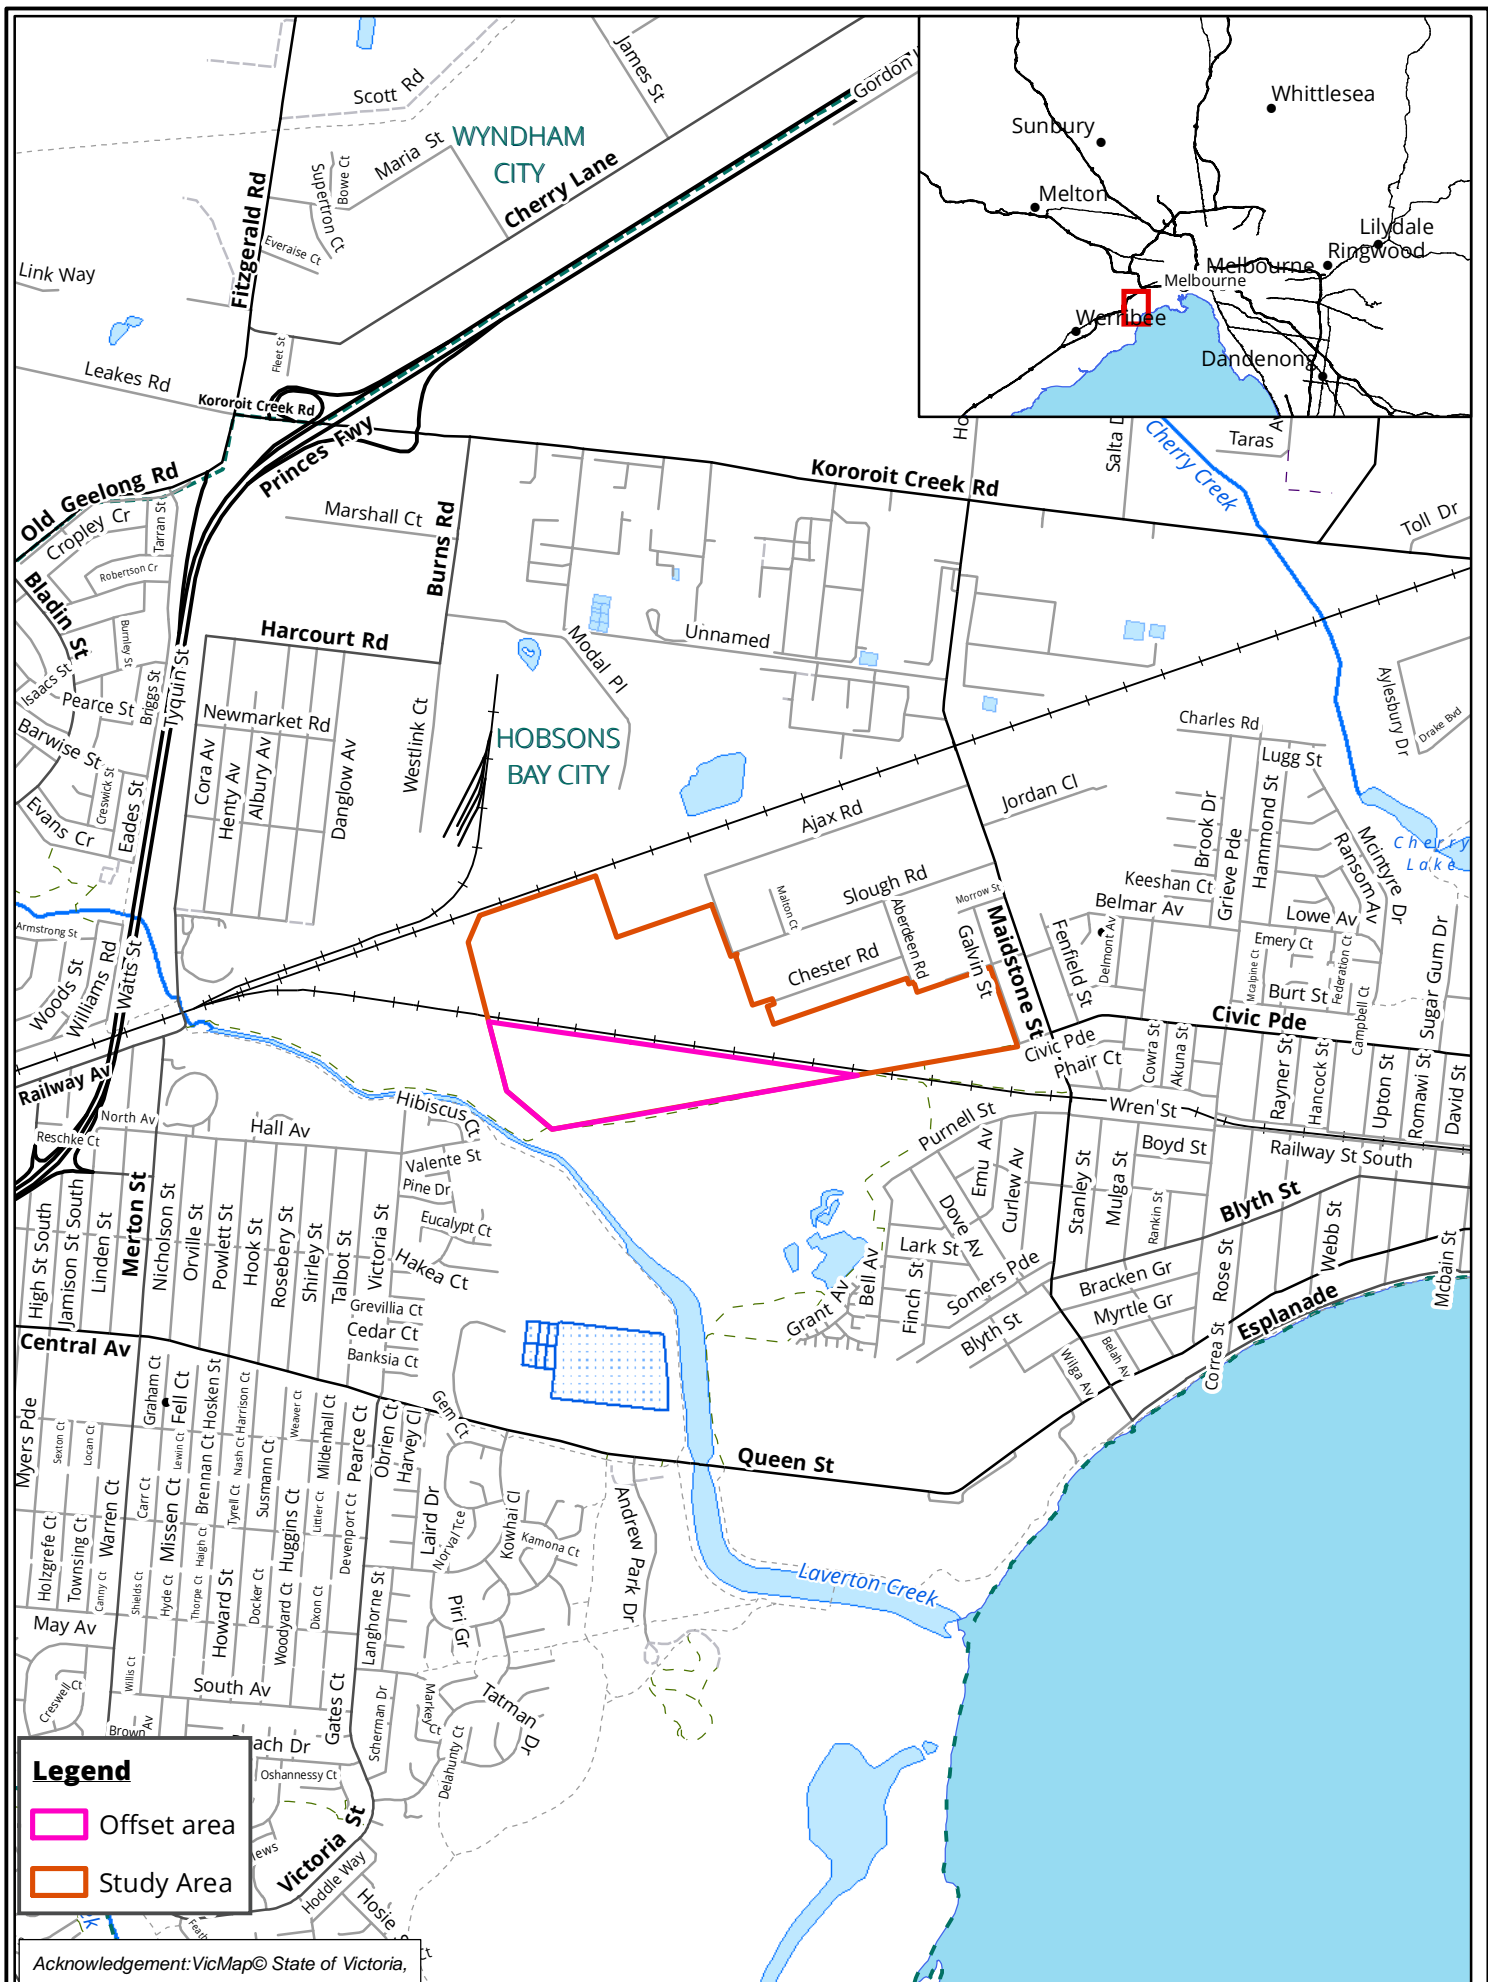 Scott Rd
James St
Gordon
WYNDHAM
CITY
Maria St
Bowe Ct
Supertron Ct
Cherry Lane
Fitzgerald Rd
Everaise Ct
Link Way
Fleet St
Leakes Rd
Kororoit Creek Rd
Princes Fwy
Whittlesea
Sunbury
Melton
Lilydale
Ringwood
Melbourne
Melbourne
Werribee
Dandenong
Old Geelong Rd
Cropley Cr
Tarran St
Robertson Cr
Marshall Ct
Burns Rd
Kororoit Creek Rd
Salta
Cherry Creek
Taras
Toll Dr
Bladin St
Burnley St
Harcourt Rd
Modal Pl
Unnamed
Isaacs St
Pearce St
Briggs St
Tyquin St
Newmarket Rd
Barwise St
Cora Av
Henty Av
Albury Av
Danglow Av
Westlink Ct
HOBSONS
BAY CITY
Charles Rd
Lugg St
Aylesbury Dr
Drake Bvd
Creswick St
Evans Cr
Eades St
Ajax Rd
Jordan Cl
Brook Dr
Grieve Pde
Hammond St
Mcintyre Dr
Ransom Av
Cherry
Lake
Malton Ct
Slough Rd
Morrow St
Keeshan Ct
Belmar Av
Lowe Av
Armstrong St
Woods St
Williams Rd
Watts St
Chester Rd
Aberdeen Rd
Galvin St
Maidstone St
Fenfield St
Delmont Av
Emery Ct
Mcalpine Ct
Federation Ct
Burt St
Campbell Ct
Sugar Gum Dr
Civic Pde
Civic Pde
Phair Ct
Cowra St
Akuna St
Rayner St
Hancock St
Upton St
Romawi St
David St
Railway Av
North Av
Reschke Ct
Hall Av
Hibiscus Ct
Wren St
Purnell St
Boyd St
Railway St South
Valente St
Pine Dr
Eucalypt Ct
Hakea Ct
Grevillia Ct
Cedar Ct
Banksia Ct
High St South
Jamison St South
Linden St
Merton St
Nicholson St
Orville St
Powlett St
Hook St
Rosebery St
Shirley St
Talbot St
Victoria St
Emu Av
Curlew Av
Dove Av
Stanley St
Mulga St
Rankin St
Blyth St
Webb St
Rose St
Mcbain St
Lark St
Bell Av
Finch St
Grant Av
Somers Pde
Blyth St
Bracken Gr
Myrtle Gr
Belah Av
Wilga Av
Correa St
Esplanade
Central Av
Gem Ct
Queen St
Myers Pde
Sexton Ct
Locan Ct
Graham Ct
Fell Ct
Hosken St
Harrison Ct
Weaver Ct
Mildenhall Ct
Pearce Ct
Obrien Ct
Harvey Cl
Warren Ct
Carr Ct
Lewin Ct
Missen Ct
Brennan Ct
Nash Ct
Tyrell Ct
Susmann Ct
Huggins Ct
Littler Ct
Devenport Ct
Laird Dr
Norval Tce
Kowhai Cl
Kamona Ct
Andrew Park Dr
Laverton Creek
Holzgrefe Ct
Townsing Ct
Canny Ct
Shields Ct
Hyde Ct
Haigh Ct
Thorpe Ct
Howard St
Docker Ct
Woodyard Ct
Dixon Ct
Langhorne St
Piri Gr
May Av
Willis Ct
South Av
Gates Ct
Scherman Dr
Markey Ct
Tatman Dr
Delahunty Ct
Creswell Ct
Brown Av
Oshannessy Ct
Victoria St
Hoddle Way
Hosie
Legend
Offset area
Study Area
Acknowledgement:VicMap© State of Victoria,